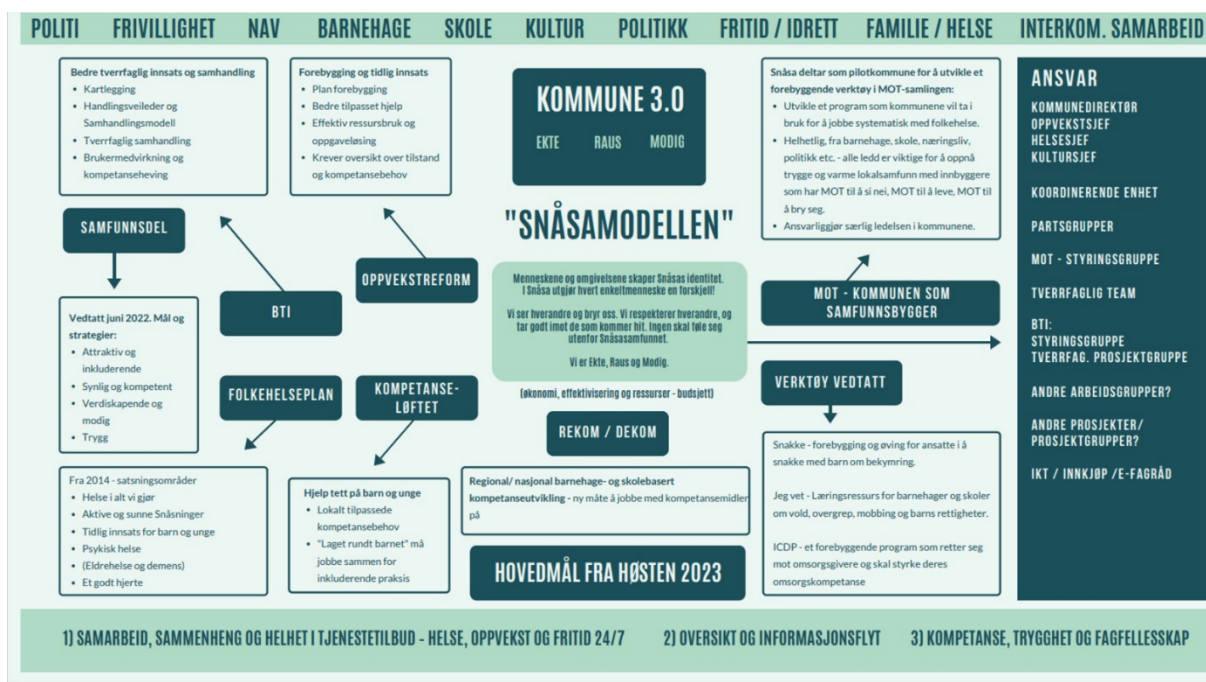 POLITI FRIVILLIGHET NAV BARNEHAGE SKOLE KULTUR POLITIKK FRITID / IDRETT FAMILIE / HELSE INTERKOM. SAMARBEID
Bedre tverrfaglig innsats og samhandling
• Kartlegging
• Handlingsveileder og
Samhandlingsmodell
• Tverrfaglig samhandling
• Brukermedvirkning og
kompetanseheving
Forebygging og tidlig innsats
• Plan forebygging
• Bedre tilpasset hjelp
• Effektiv ressursbruk og
oppgaveløsing
• Krever oversikt over tilstand
og kompetansebehov
KOMMUNE 3.0
EKTE RAUS MODIG
Snåsa deltar som pilotkommune for å utvikle et
forebyggende verktøy i MOT-samlingen:
• Utvikle et program som kommunene vil ta i
bruk for å jobbe systematisk med folkehelse.
• Helhetlig, fra barnehage, skole, næringsliv,
politikk etc. - alle ledd er viktige for å oppnå
trygge og varme lokalsamfunn med innbyggere
som har MOT til å si nei, MOT til å leve, MOT til
å bry seg.
• Ansvarliggjør særlig ledelsen i kommunene.
SAMFUNNSDEL
BTI
OPPVEKSTREFORM
"SNÅSAMODELLEN"
Menneskene og omgivelsene skaper Snåsas identitet.
I Snåsa utgjør hvert enkeltmenneske en forskjell!
Vi ser hverandre og bryr oss. Vi respekterer hverandre, og
tar godt imot de som kommer hit. Ingen skal føle seg
utenfor Snåsasamfunnet.
Vi er Ekte, Raus og Modig.
(økonomi, effektivisering og ressurser - budsjett)
MOT - KOMMUNEN SOM
SAMFUNNSBYGGER
Vedtatt juni 2022. Mål og
strategier:
• Attraktiv og
inkluderende
• Synlig og kompetent
• Verdiskapende og
modig
• Trygg
FOLKEHELSEPLAN
KOMPETANSE-
LØFTET
REKOM / DEKOM
VERKTØY VEDTATT
Fra 2014 - satsningsområder
• Helse i alt vi gjør
• Aktive og sunne Snåsninger
• Tidlig innsats for barn og unge
• Psykisk helse
• (Eldrehelse og demens)
• Et godt hjerte
Hjelp tett på barn og unge
• Lokalt tilpassede
kompetansebehov
• "Laget rundt barnet" må
jobbe sammen for
inkluderende praksis
Regional/ nasjonal barnehage- og skolebasert
kompetanseutvikling - ny måte å jobbe med kompetansemidler
på
HOVEDMÅL FRA HØSTEN 2023
Snakke - forebygging og øving for ansatte i å
snakke med barn om bekymring.
Jeg vet - Læringsressurs for barnehager og skoler
om vold, overgrep, mobbing og barns rettigheter.
ICDP - et forebyggende program som retter seg
mot omsorgsgivere og skal styrke deres
omsorgskompetanse
ANSVAR
KOMMUNEDIREKTØR
OPPVEKSTSJEF
HELSESJEF
KULTURSJEF
KOORDINERENDE ENHET
PARTSGRUPPER
MOT - STYRINGSGRUPPE
TVERRFAGLIG TEAM
BTI:
STYRINGSGRUPPE
TVERRFAG. PROSJEKTGRUPPE
ANDRE ARBEIDSGRUPPER?
ANDRE PROSJEKTER/
PROSJEKTGRUPPER?
IKT / INNKJØP /E-FAGRÅD
1) SAMARBEID, SAMMENHENG OG HELHET I TJENESTETILBUD - HELSE, OPPVEKST OG FRITID 24/7 2) OVERSIKT OG INFORMASJONSFLYT 3) KOMPETANSE, TRYGGHET OG FAGFELLESSKAP